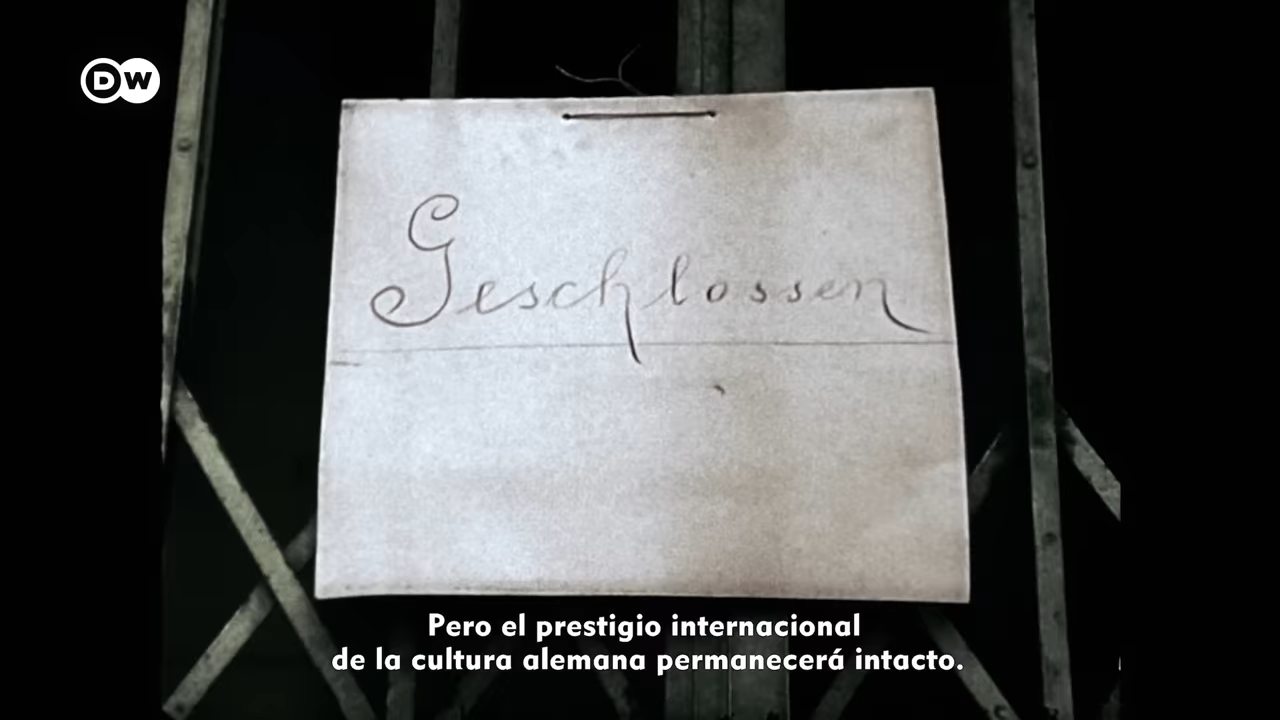 DW
Geschlossen
Pero el prestigio internacional
de la cultura alemana permanecerá intacto.